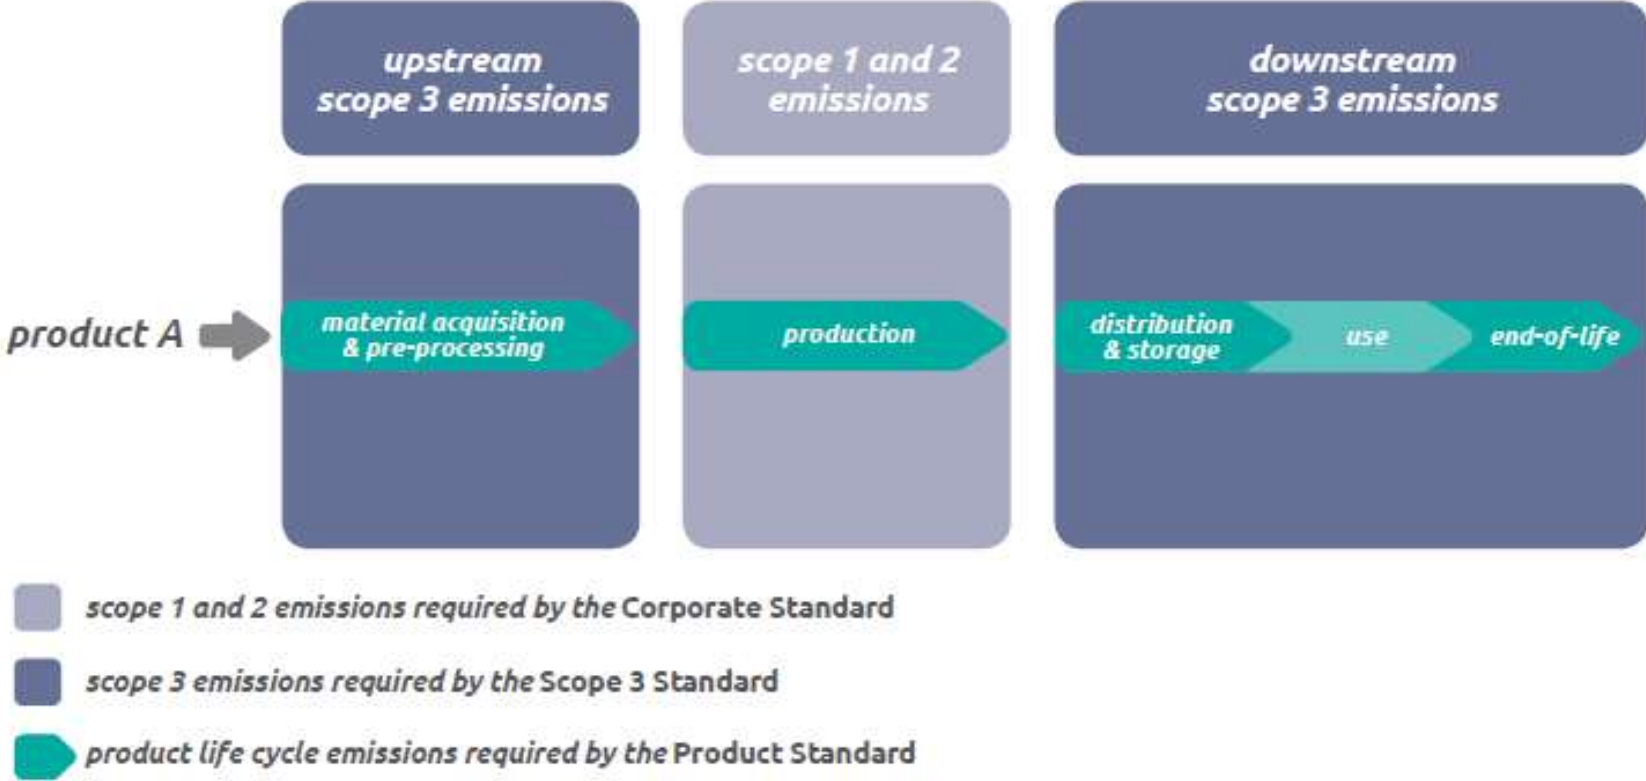 upstream
scope 3 emissions
scope 1 and 2
emissions
downstream
scope 3 emissions
product A
material acquisition
& pre-processing
production
distribution
& storage
use
end-of-life
scope 1 and 2 emissions required by the Corporate Standard
scope 3 emissions required by the Scope 3 Standard
product life cycle emissions required by the Product Standard